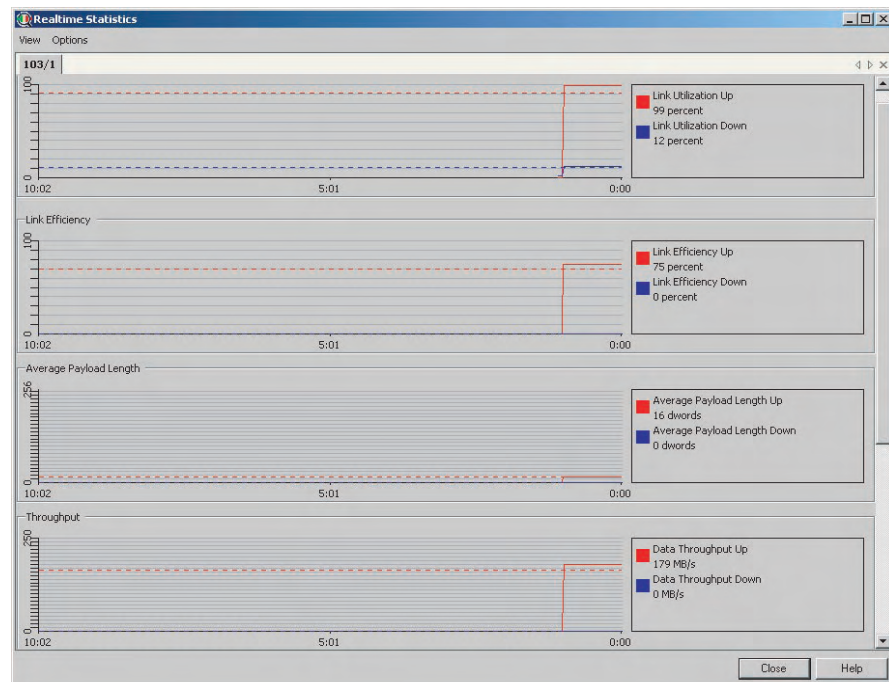 Realtime Statistics
View Options
103/1
100
0
10:02 5:01 0:00
Link Utilization Up
99 percent
Link Utilization Down
12 percent
Link Efficiency
100
0
10:02 5:01 0:00
Link Efficiency Up
75 percent
Link Efficiency Down
0 percent
Average Payload Length
256
0
10:02 5:01 0:00
Average Payload Length Up
16 dwords
Average Payload Length Down
0 dwords
Throughput
250
0
10:02 5:01 0:00
Data Throughput Up
179 MB/s
Data Throughput Down
0 MB/s
Close Help